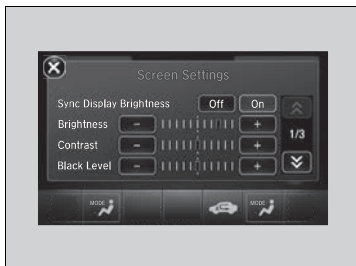 Screen Settings
Sync Display Brightness Off On
Brightness - +
1/3
Contrast - +
Black Level - +
MODE MODE